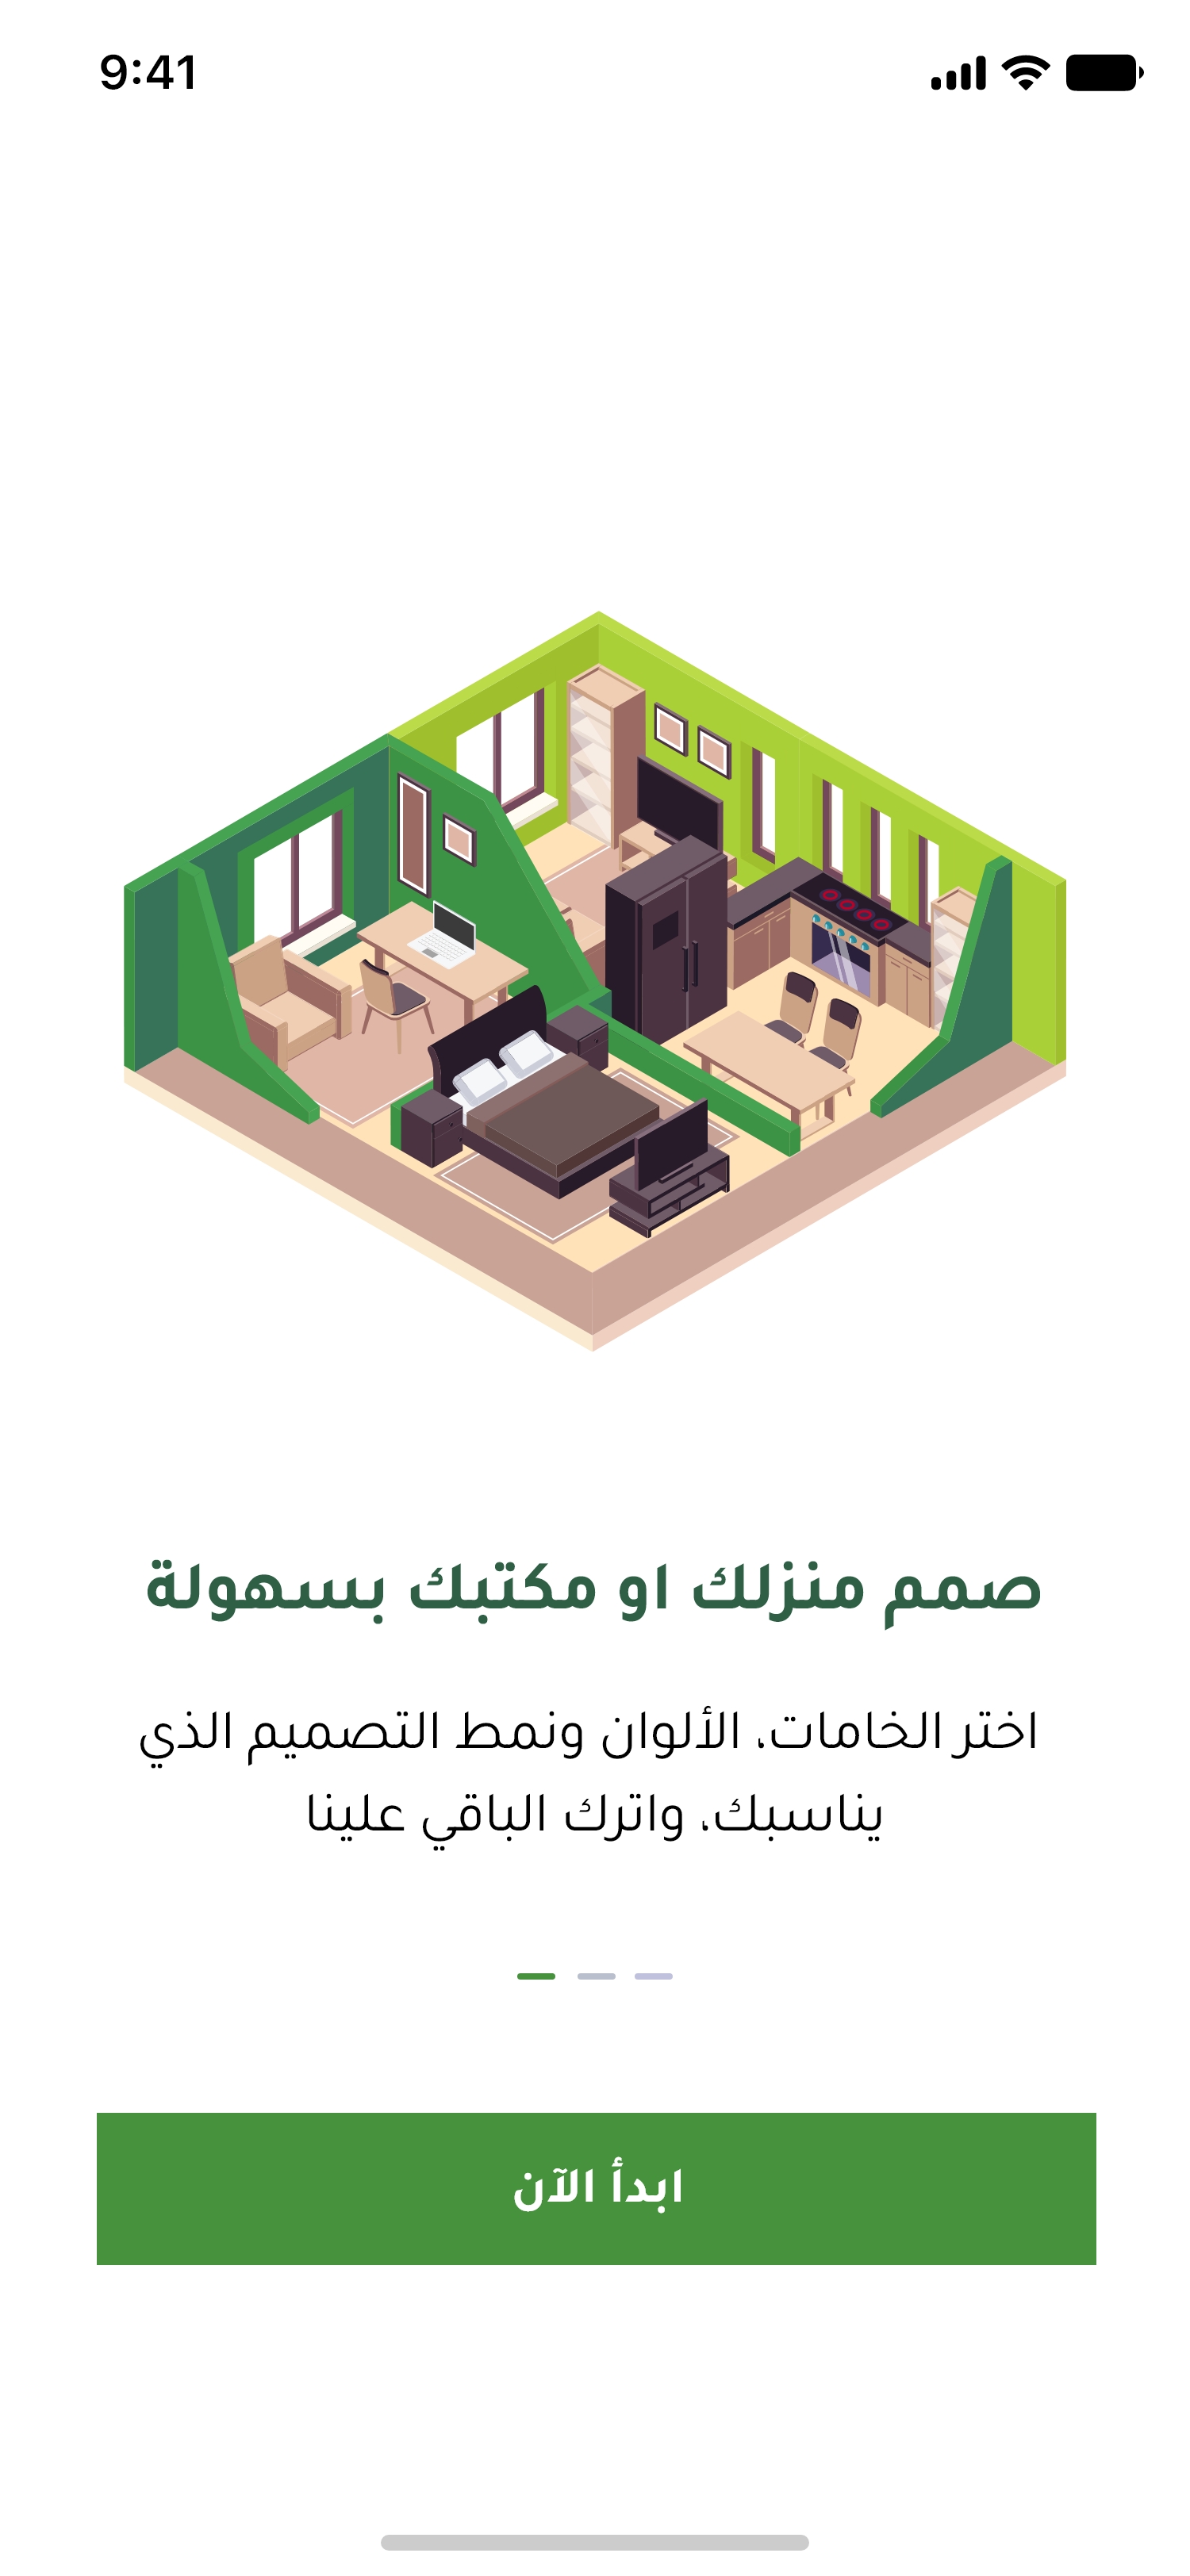 9:41
صمم منزلك او مكتبك بسهولة
اختر الخامات، الألوان ونمط التصميم الذي
يناسبك، واترك الباقي علينا
ابدأ الآن